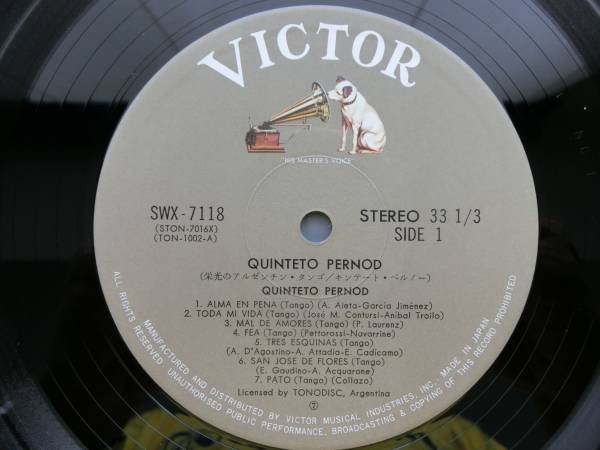 VICTOR
"HIS MASTER'S VOICE"
SWX-7118
(STON-7016X)
(TON-1002-A)
STEREO 33 1/3
SIDE 1
QUINTETO PERNOD
(栄光のアルゼンチン・タンゴ/キンテート・ペルノー)
QUINTETO PERNOD
1. ALMA EN PENA (Tango) (A. Aieta-García Jiménez)
2. TODA MI VIDA (Tango) (José M. Contursi-Anibal Troilo)
3. MAL DE AMORES (Tango) (P. Laurenz)
4. FEA (Tango) (Pettorossi-Navarrine)
5. TRES ESQUINAS (Tango)
(A. D'Agostino-A. Attadia-E. Cadicamo)
6. SAN JOSE DE FLORES (Tango)
(E. Gaudino-A. Acquarone)
7. PATO (Tango) (Collazo)
Licensed by TONODISC, Argentina
⑦
ALL RIGHTS RESERVED. UNAUTHORISED PUBLIC PERFORMANCE, BROADCASTING & COPYING OF THIS RECORD PROHIBITED
MANUFACTURED AND DISTRIBUTED BY VICTOR MUSICAL INDUSTRIES, INC. MADE IN JAPAN